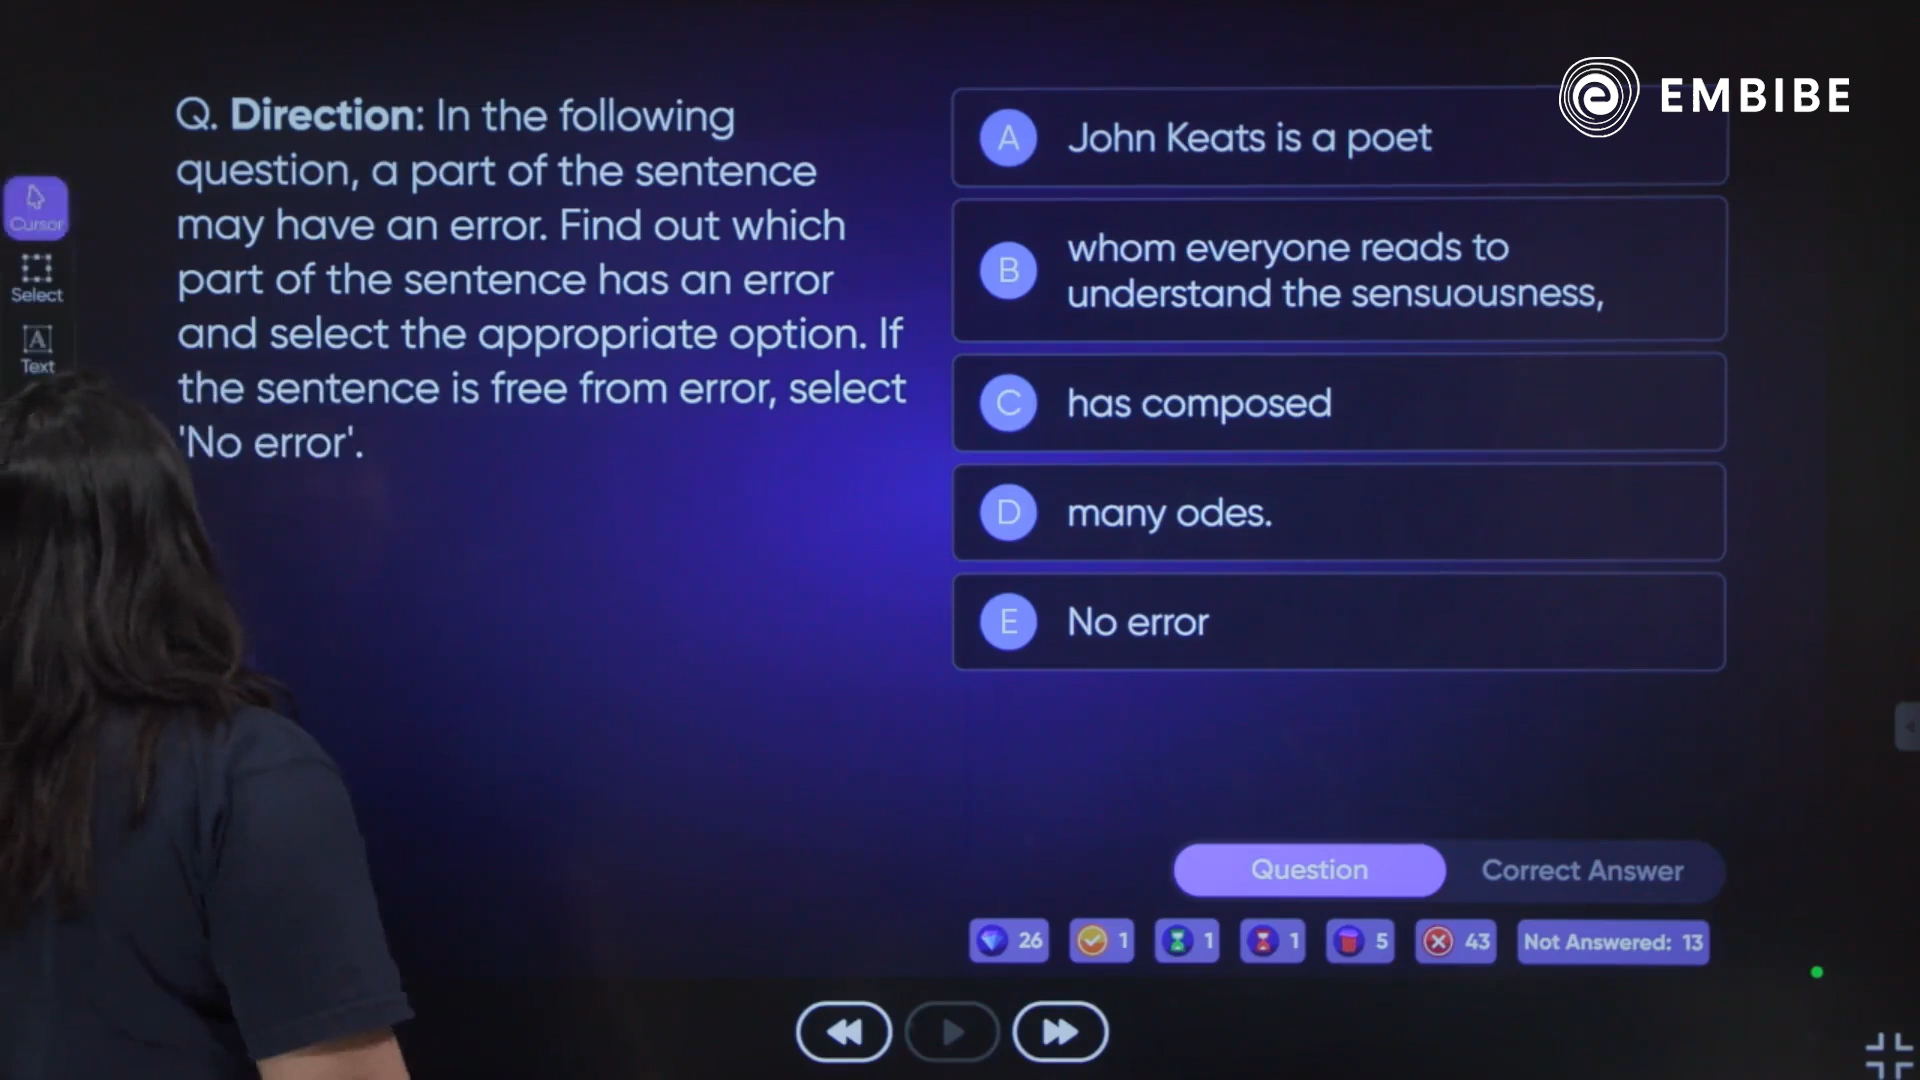 EMBIBE
Q. Direction: In the following
question, a part of the sentence
may have an error. Find out which
part of the sentence has an error
and select the appropriate option. If
the sentence is free from error, select
'No error'.
A John Keats is a poet
B whom everyone reads to
understand the sensuousness,
C has composed
D many odes.
E No error
Cursor
Select
A
Text
Question Correct Answer
26 1 1 1 5 43 Not Answered: 13